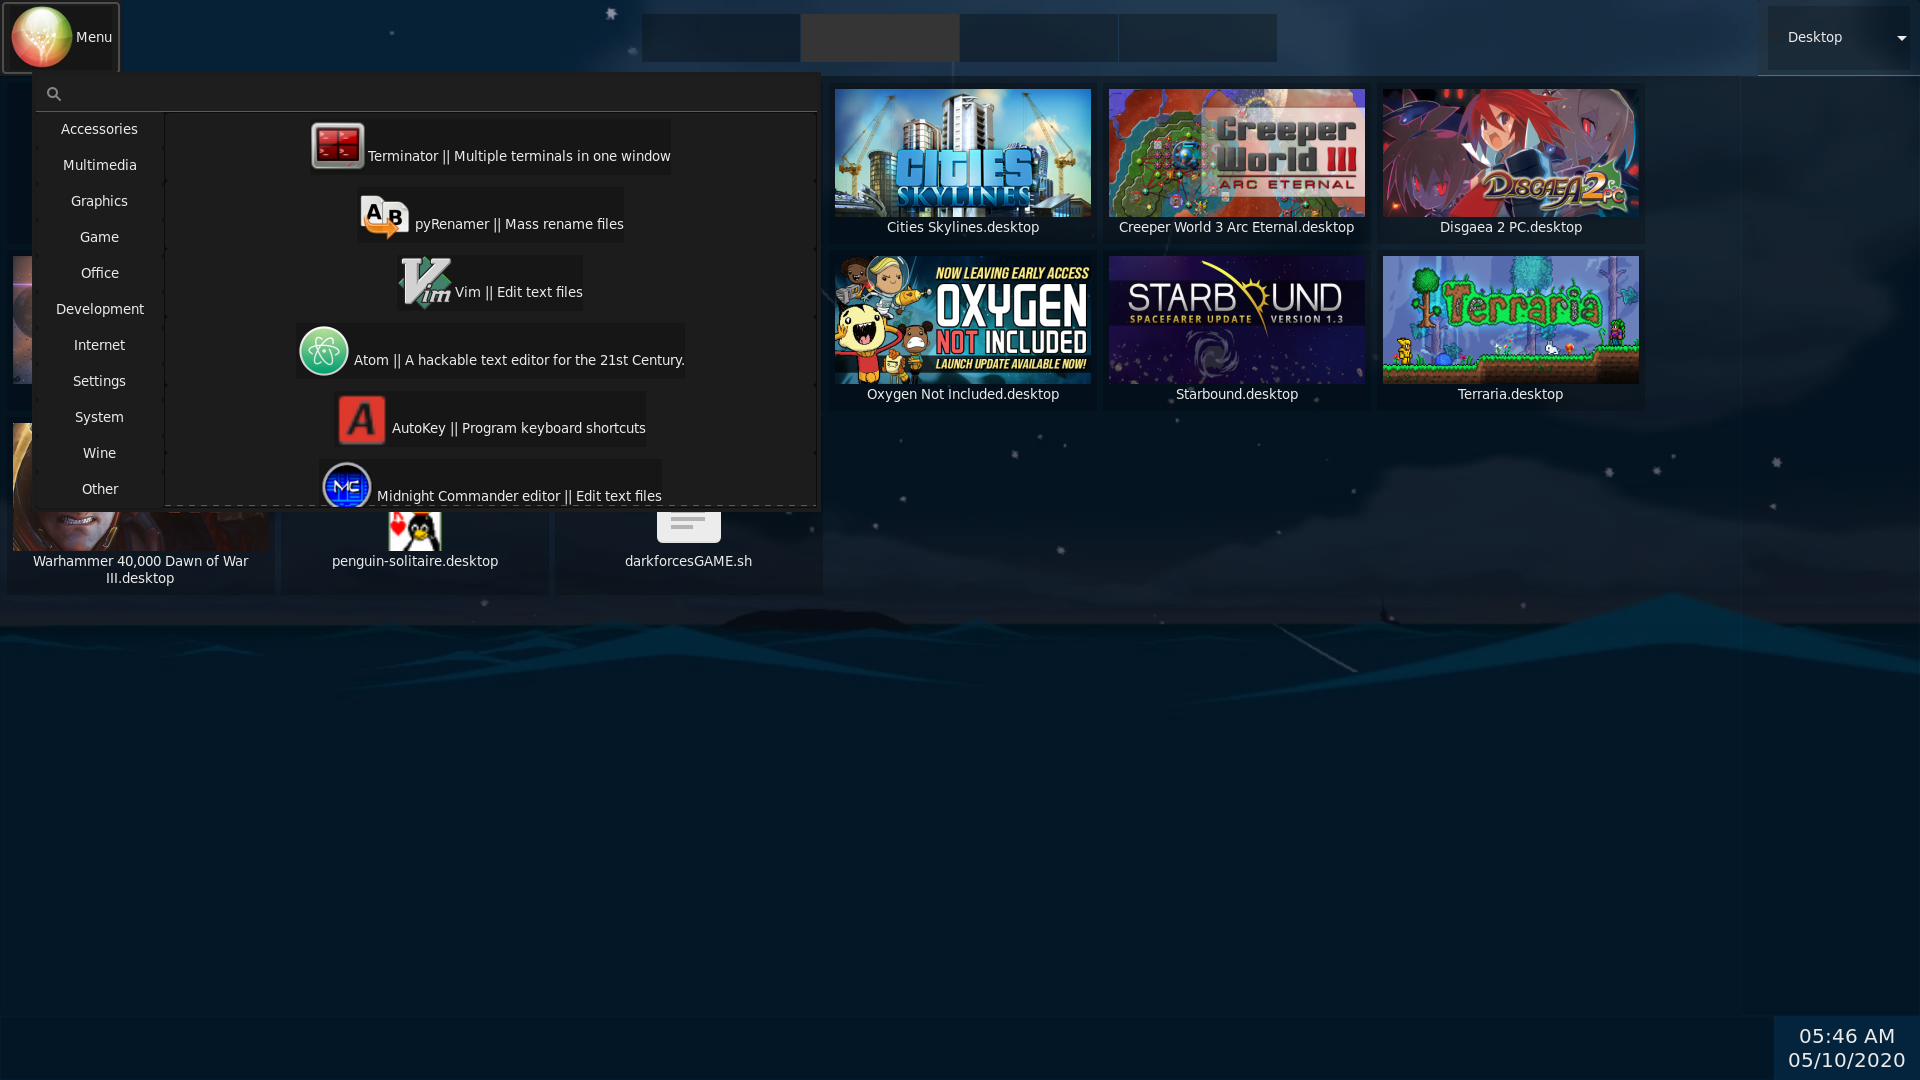 Menu
Desktop
Accessories
Multimedia
Graphics
Game
Office
Development
Internet
Settings
System
Wine
Other
Terminator || Multiple terminals in one window
AB
pyRenamer || Mass rename files
Vim
Vim || Edit text files
Atom || A hackable text editor for the 21st Century.
A
AutoKey || Program keyboard shortcuts
MC
Midnight Commander editor || Edit text files
CITIES
SKYLINES
Cities Skylines.desktop
Creeper
World III
ARC ETERNAL
Creeper World 3 Arc Eternal.desktop
DISGAEA 2 PC
Disgaea 2 PC.desktop
NOW LEAVING EARLY ACCESS
OXYGEN
NOT INCLUDED
LAUNCH UPDATE AVAILABLE NOW!
Oxygen Not Included.desktop
STARBOUND
SPACEFARER UPDATE VERSION 1.3
Starbound.desktop
Terraria
Terraria.desktop
Warhammer 40,000 Dawn of War
III.desktop
penguin-solitaire.desktop
darkforcesGAME.sh
05:46 AM
05/10/2020